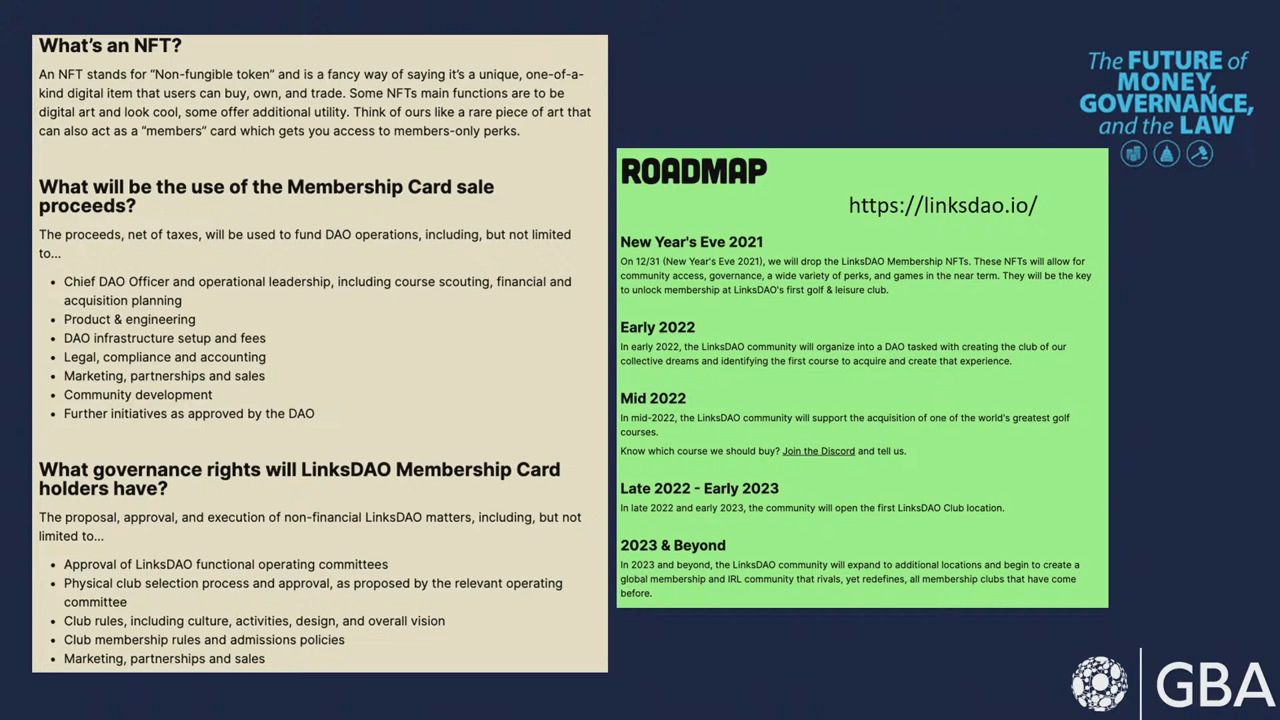 What's an NFT?
An NFT stands for “Non-fungible token” and is a fancy way of saying it's a unique, one-of-a-
kind digital item that users can buy, own, and trade. Some NFTs main functions are to be
digital art and look cool, some offer additional utility. Think of ours like a rare piece of art that
can also act as a “members” card which gets you access to members-only perks.
What will be the use of the Membership Card sale
proceeds?
The proceeds, net of taxes, will be used to fund DAO operations, including, but not limited
to...
• Chief DAO Officer and operational leadership, including course scouting, financial and
acquisition planning
• Product & engineering
• DAO infrastructure setup and fees
• Legal, compliance and accounting
• Marketing, partnerships and sales
• Community development
• Further initiatives as approved by the DAO
What governance rights will LinksDAO Membership Card
holders have?
The proposal, approval, and execution of non-financial LinksDAO matters, including, but not
limited to...
• Approval of LinksDAO functional operating committees
• Physical club selection process and approval, as proposed by the relevant operating
committee
• Club rules, including culture, activities, design, and overall vision
• Club membership rules and admissions policies
• Marketing, partnerships and sales
ROADMAP
https://linksdao.io/
New Year's Eve 2021
On 12/31 (New Year's Eve 2021), we will drop the LinksDAO Membership NFTs. These NFTs will allow for
community access, governance, a wide variety of perks, and games in the near term. They will be the key
to unlock membership at LinksDAO's first golf & leisure club.
Early 2022
In early 2022, the LinksDAO community will organize into a DAO tasked with creating the club of our
collective dreams and identifying the first course to acquire and create that experience.
Mid 2022
In mid-2022, the LinksDAO community will support the acquisition of one of the world's greatest golf
courses.
Know which course we should buy? Join the Discord and tell us.
Late 2022 - Early 2023
In late 2022 and early 2023, the community will open the first LinksDAO Club location.
2023 & Beyond
In 2023 and beyond, the LinksDAO community will expand to additional locations and begin to create a
global membership and IRL community that rivals, yet redefines, all membership clubs that have come
before.
The FUTURE of
MONEY,
GOVERNANCE,
and the LAW
GBA